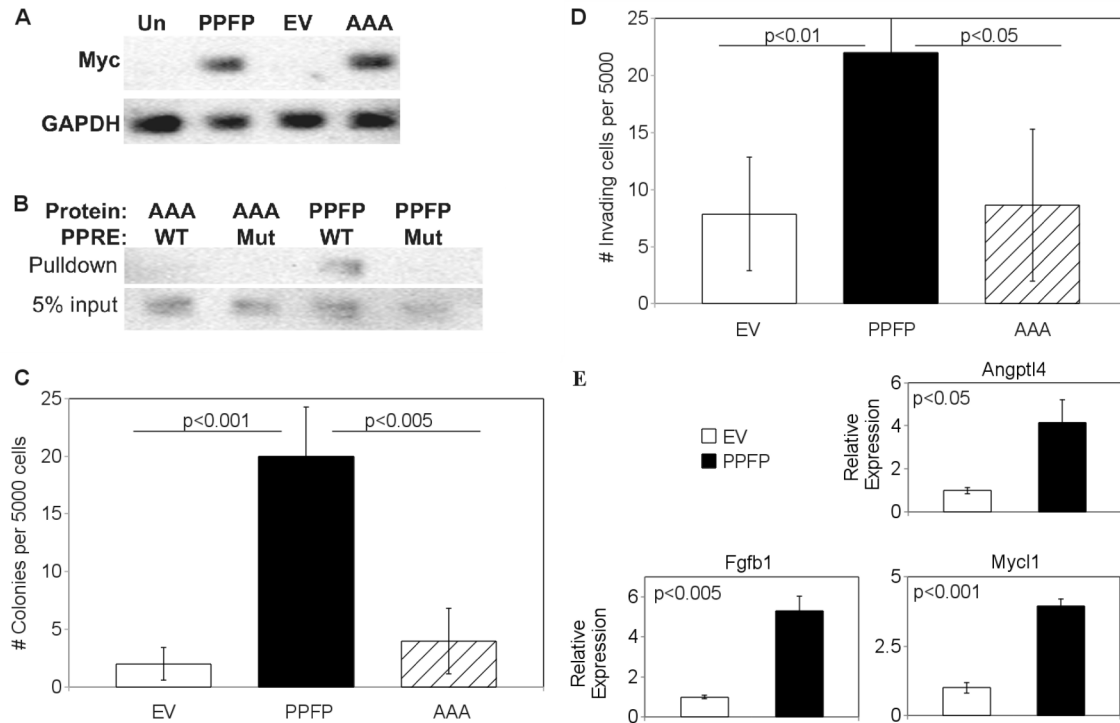 A
Un PPFP EV AAA
Myc
GAPDH
B
Protein: AAA AAA PPFP PPFP
PPRE: WT Mut WT Mut
Pulldown
5% input
C
# Colonies per 5000 cells
25
20
15
10
5
0
p<0.001 p<0.005
EV PPFP AAA
D
# Invading cells per 5000
25
20
15
10
5
0
p<0.01 p<0.05
EV PPFP AAA
E
EV
PPFP
Angptl4
Relative
Expression
6
4
2
0
p<0.05
Fgfb1
Relative
Expression
6
4
2
0
p<0.005
Mycl1
5
2.5
0
p<0.001